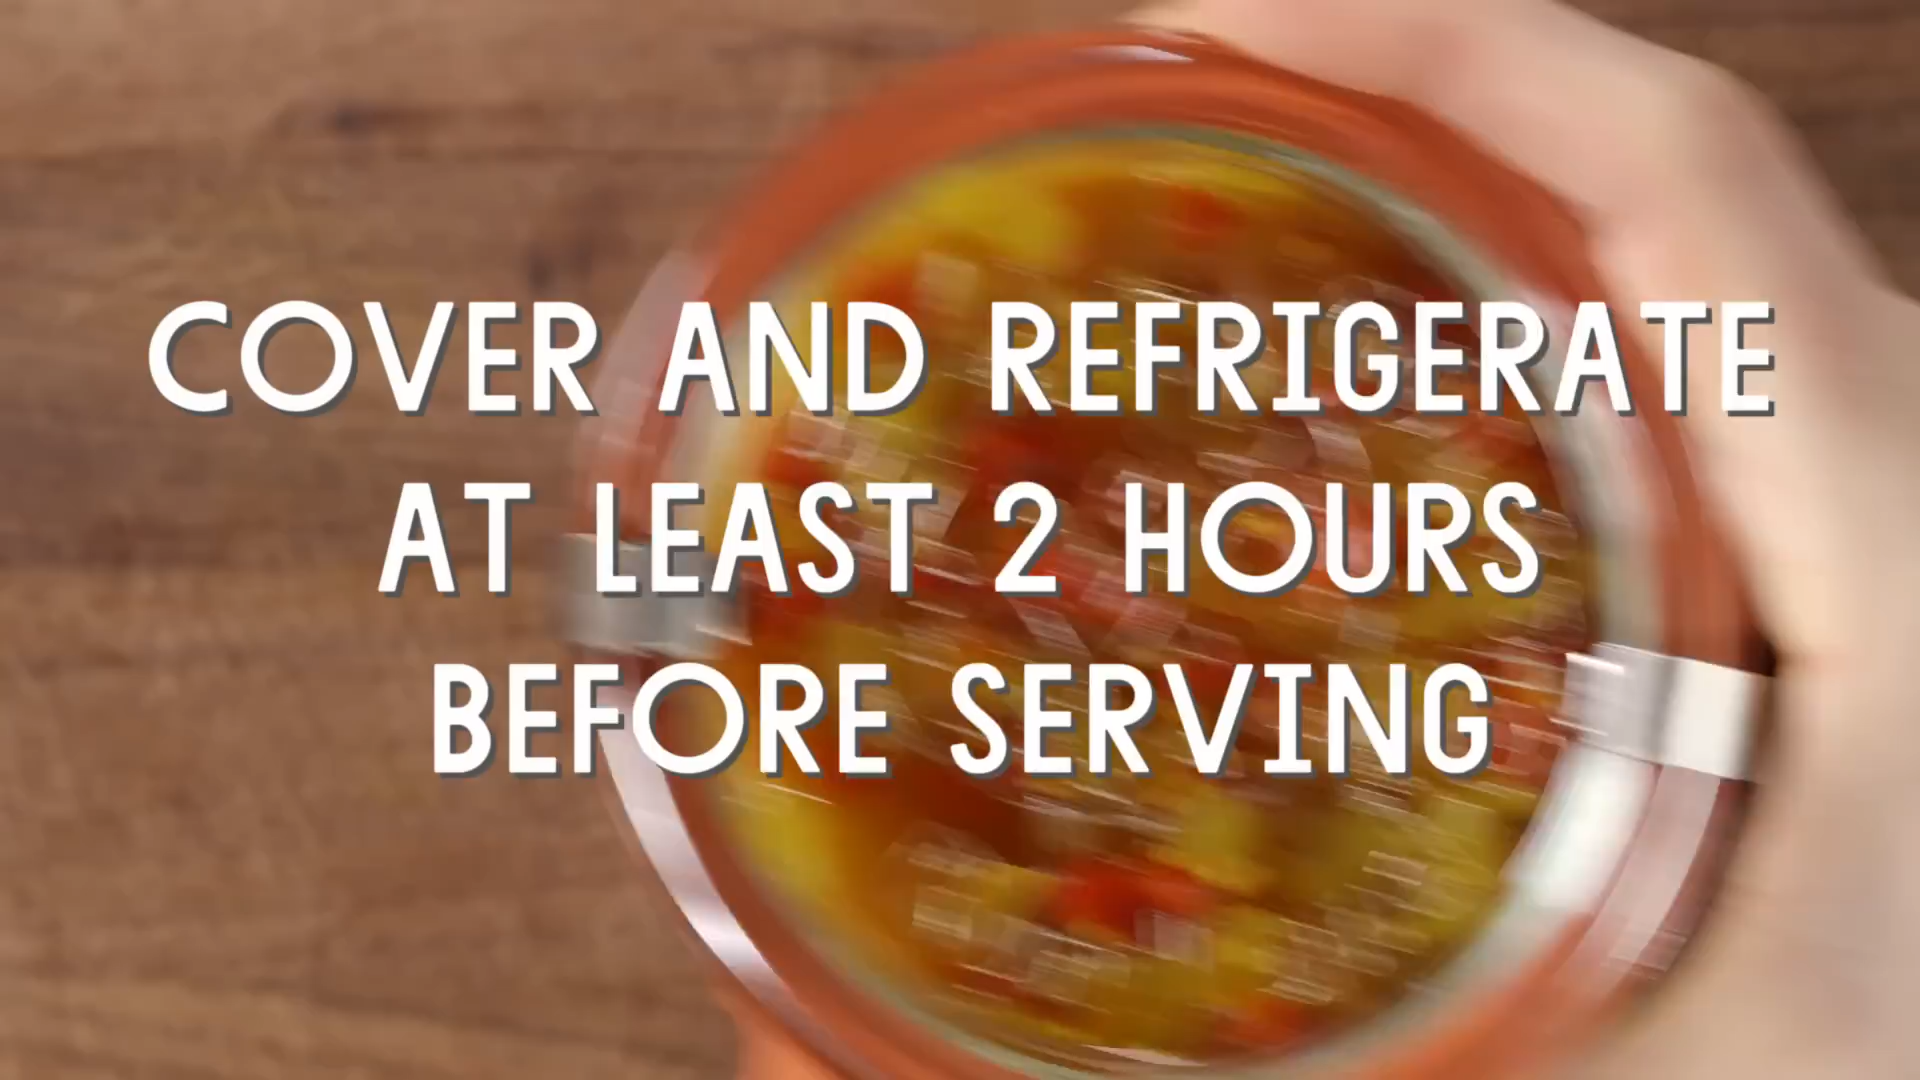 COVER AND REFRIGERATE
AT LEAST 2 HOURS
BEFORE SERVING